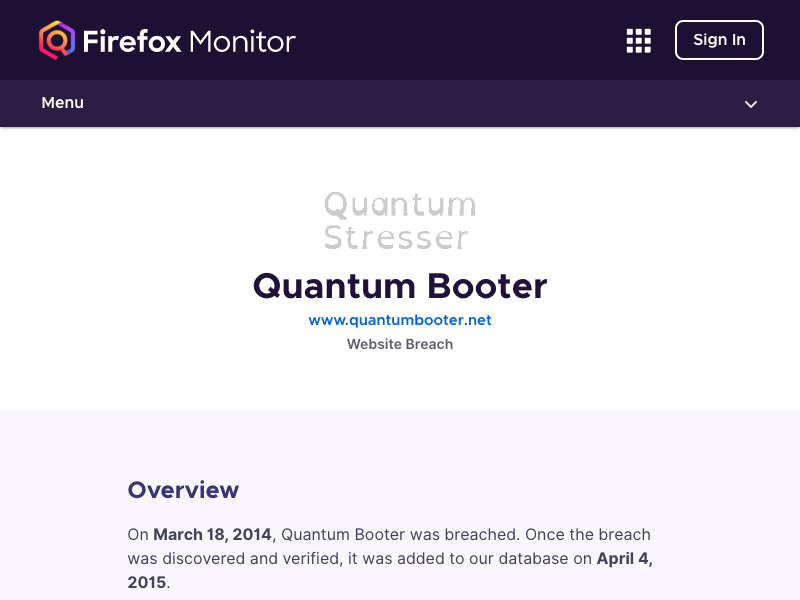 Firefox Monitor
Sign In
Menu
Quantum
Stresser
Quantum Booter
www.quantumbooter.net
Website Breach
Overview
On March 18, 2014, Quantum Booter was breached. Once the breach
was discovered and verified, it was added to our database on April 4,
2015.